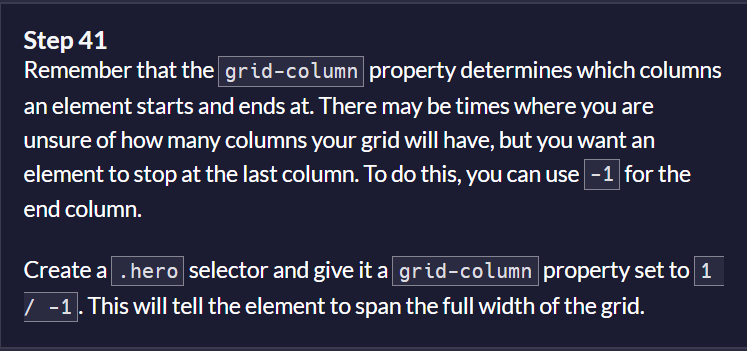 Step 41
Remember that the grid-column property determines which columns
an element starts and ends at. There may be times where you are
unsure of how many columns your grid will have, but you want an
element to stop at the last column. To do this, you can use -1 for the
end column.
Create a .hero selector and give it a grid-column property set to 1
/ -1. This will tell the element to span the full width of the grid.